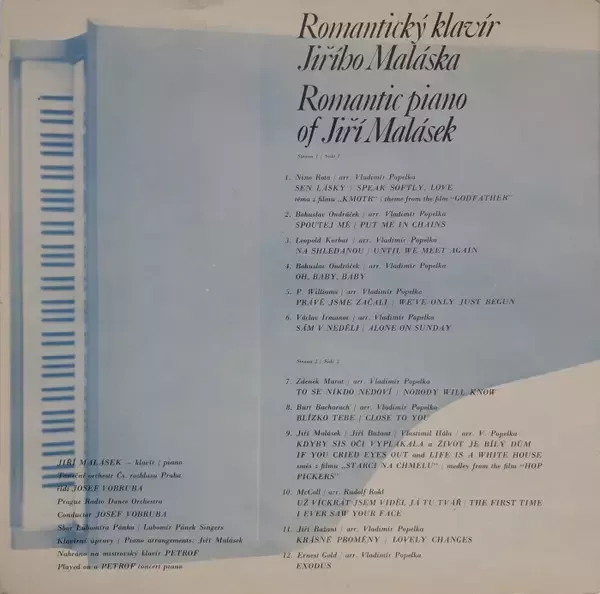 Romantický klavír
Jiřího Maláska
Romantic piano
of Jiří Malásek
Strana 1 | Side 1
1. Nino Rota | arr. Vladimír Popelka
SEN LÁSKY | SPEAK SOFTLY, LOVE
téma z filmu „KMOTR“ | theme from the film “GODFATHER”
2. Bohuslav Ondráček | arr. Vladimír Popelka
SPOUTEJ MĚ | PUT ME IN CHAINS
3. Leopold Korbař | arr. Vladimír Popelka
NA SHLEDANOU | UNTIL WE MEET AGAIN
4. Bohuslav Ondráček | arr. Vladimír Popelka
OH, BABY, BABY
5. P. Williams | arr. Vladimír Popelka
PRÁVĚ JSME ZAČALI | WE'VE ONLY JUST BEGUN
6. Václav Irmanov | arr. Vladimír Popelka
SÁM V NEDĚLI | ALONE ON SUNDAY
Strana 2 | Side 2
7. Zdeněk Marat | arr. Vladimír Popelka
TO SE NIKDO NEDOVÍ | NOBODY WILL KNOW
8. Burt Bacharach | arr. Vladimír Popelka
BLÍZKO TEBE | CLOSE TO YOU
9. Jiří Malásek | Jiří Bažant | Vlastimil Hála | arr. V. Popelka
KDYBY SIS OČI VYPLAKALA a ŽIVOT JE BÍLÝ DŮM
IF YOU CRIED EYES OUT and LIFE IS A WHITE HOUSE
směs z filmu „STARCI NA CHMELU“ | medley from the film “HOP
PICKERS”
10. McColl | arr. Rudolf Rokl
UŽ VÍCKRÁT JSEM VIDĚL JÁ TU TVÁŘ | THE FIRST TIME
I EVER SAW YOUR FACE
11. Jiří Bažant | arr. Vladimír Popelka
KRÁSNÉ PROMĚNY | LOVELY CHANGES
12. Ernest Gold | arr. Vladimír Popelka
EXODUS
JIŘÍ MALÁSEK – klavír | piano
Taneční orchestr Čs. rozhlasu Praha
řídí JOSEF VOBRUBA
Prague Radio Dance Orchestra
Conductor JOSEF VOBRUBA
Sbor Lubomíra Pánka | Lubomír Pánek Singers
Klavírní úpravy | Piano arrangements: Jiří Malásek
Nahráno na mistrovský klavír PETROF
Played on a PETROF concert piano